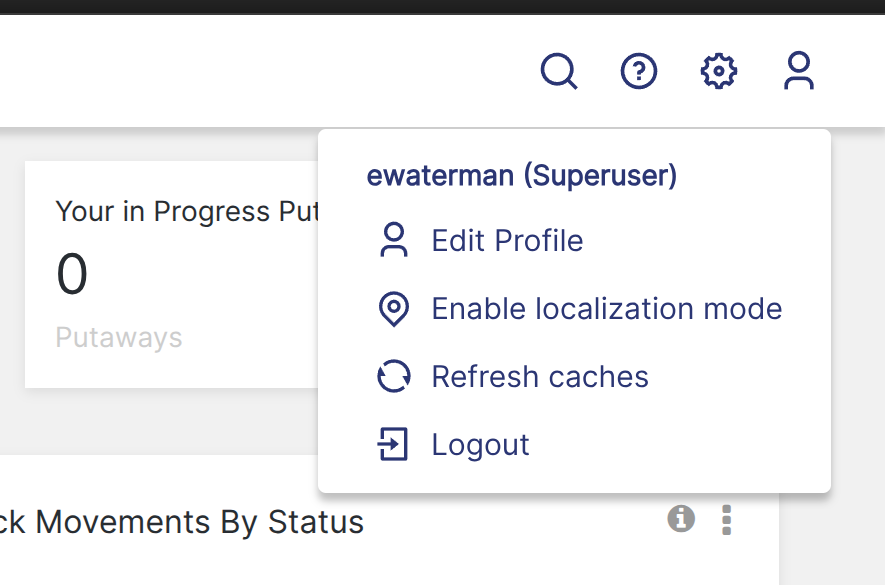 ewaterman (Superuser)
Your in Progress Put
Edit Profile
0
Enable localization mode
Putaways
Refresh caches
Logout
ck Movements By Status